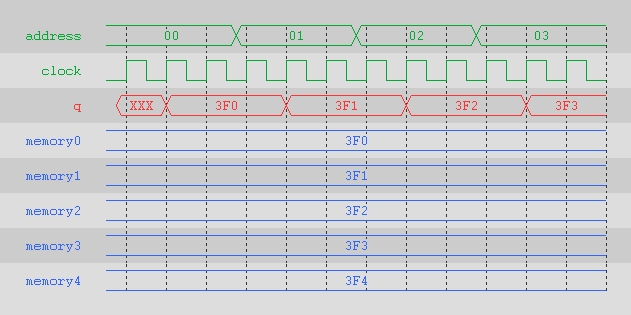 address 00 01 02 03
clock
q XXX 3F0 3F1 3F2 3F3
memory0 3F0
memory1 3F1
memory2 3F2
memory3 3F3
memory4 3F4